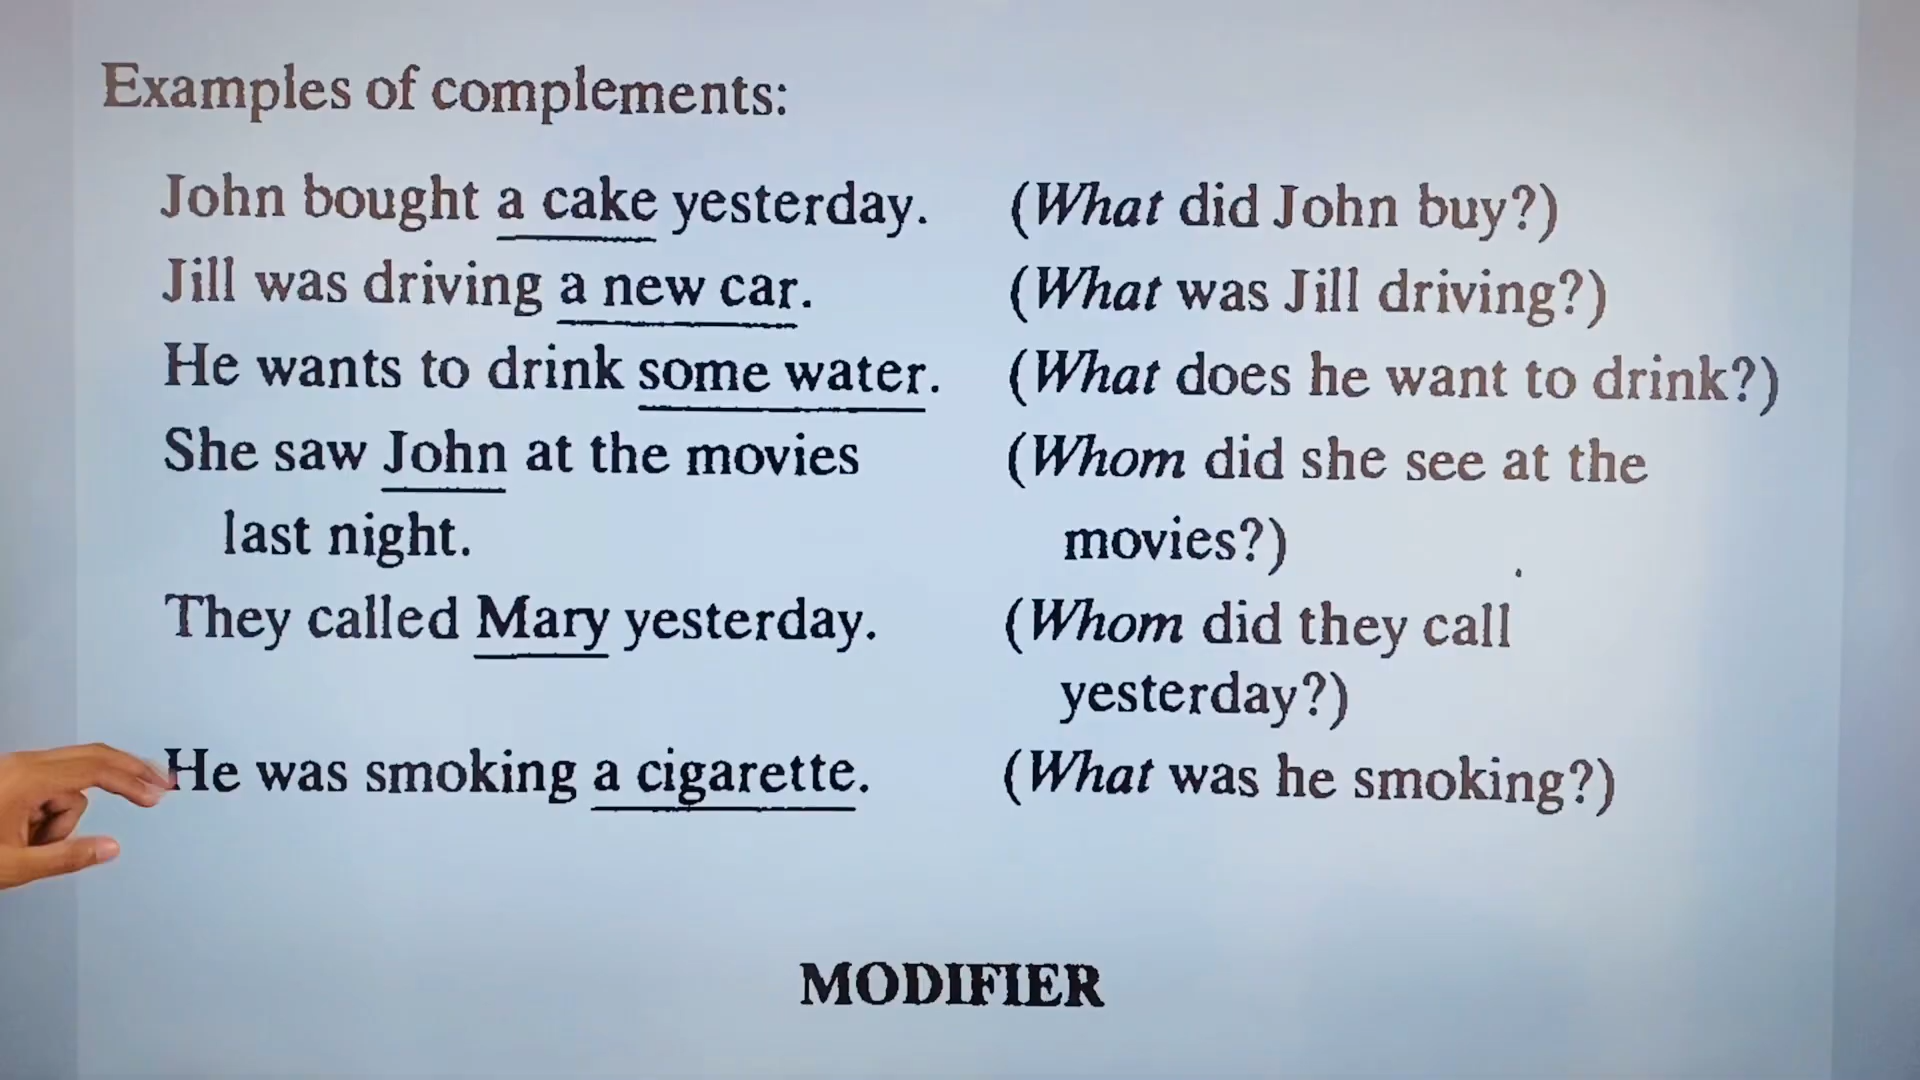 Examples of complements:
John bought a cake yesterday. (What did John buy?)
Jill was driving a new car. (What was Jill driving?)
He wants to drink some water. (What does he want to drink?)
She saw John at the movies (Whom did she see at the
last night. movies?)
They called Mary yesterday. (Whom did they call
yesterday?)
He was smoking a cigarette. (What was he smoking?)
MODIFIER